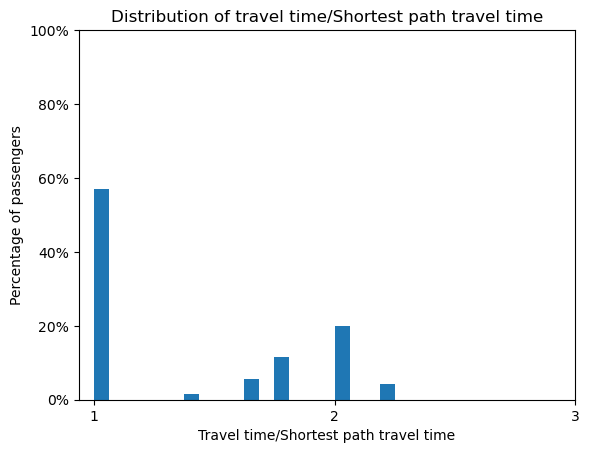 Distribution of travel time/Shortest path travel time
100%
80%
60%
40%
20%
0%
Percentage of passengers
1 2 3
Travel time/Shortest path travel time